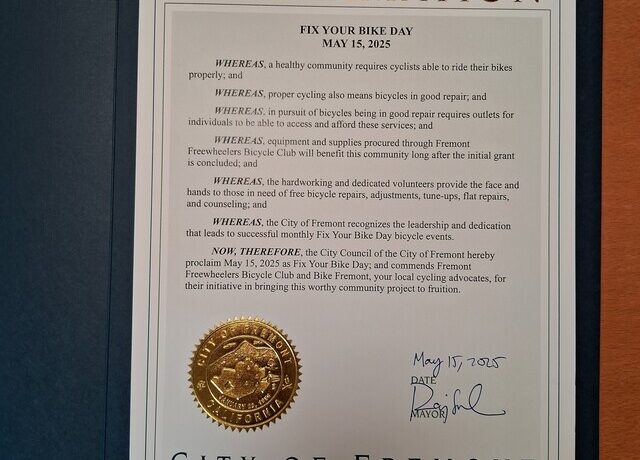 FIX YOUR BIKE DAY
MAY 15, 2025
WHEREAS, a healthy community requires cyclists able to ride their bikes
properly; and
WHEREAS, proper cycling also means bicycles in good repair; and
WHEREAS, in pursuit of bicycles being in good repair requires outlets for
individuals to be able to access and afford these services; and
WHEREAS, equipment and supplies procured through Fremont
Freewheelers Bicycle Club will benefit this community long after the initial grant
is concluded; and
WHEREAS, the hardworking and dedicated volunteers provide the face and
hands to those in need of free bicycle repairs, adjustments, tune-ups, flat repairs,
and counseling; and
WHEREAS, the City of Fremont recognizes the leadership and dedication
that leads to successful monthly Fix Your Bike Day bicycle events.
NOW, THEREFORE, the City Council of the City of Fremont hereby
proclaim May 15, 2025 as Fix Your Bike Day; and commends Fremont
Freewheelers Bicycle Club and Bike Fremont, your local cycling advocates, for
their initiative in bringing this worthy community project to fruition.
CITY OF FREMONT
CALIFORNIA
May 15, 2025
DATE
MAYOR
CITY OF FREMONT